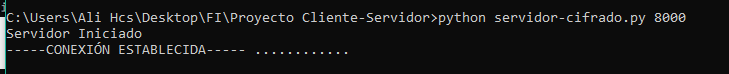 C:\Users\Ali Hcs\Desktop\FI\Proyecto Cliente-Servidor>python servidor-cifrado.py 8000
Servidor Iniciado
-----CONEXIÓN ESTABLECIDA----- ............